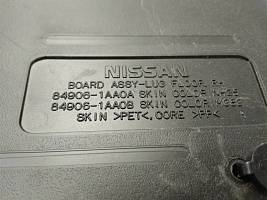 NISSAN
BOARD ASSY-LUG FLOOR, RH
84906-1AA0A SKIN COLOR
84906-1AA0B SKIN COLOR
SKIN >PET<, CORE >PP<